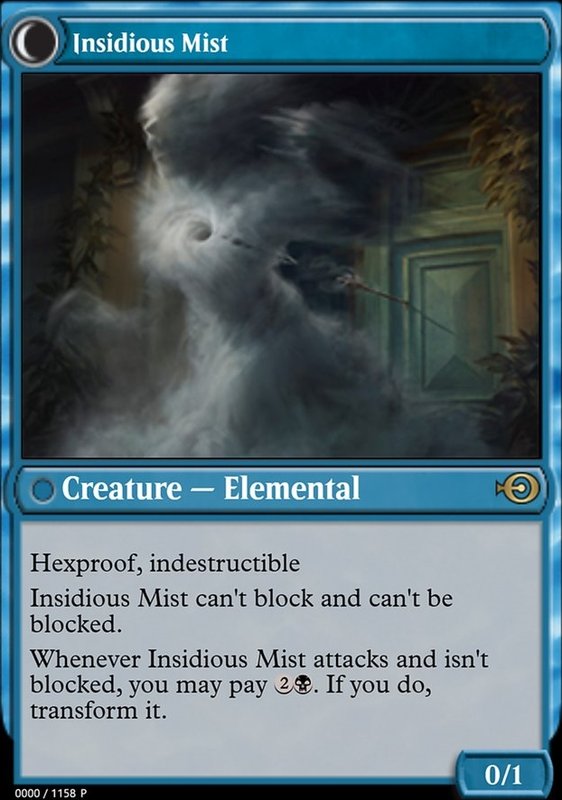 Insidious Mist
Creature — Elemental
Hexproof, indestructible
Insidious Mist can't block and can't be
blocked.
Whenever Insidious Mist attacks and isn't
blocked, you may pay 2. If you do,
transform it.
0/1
0000 / 1158 P